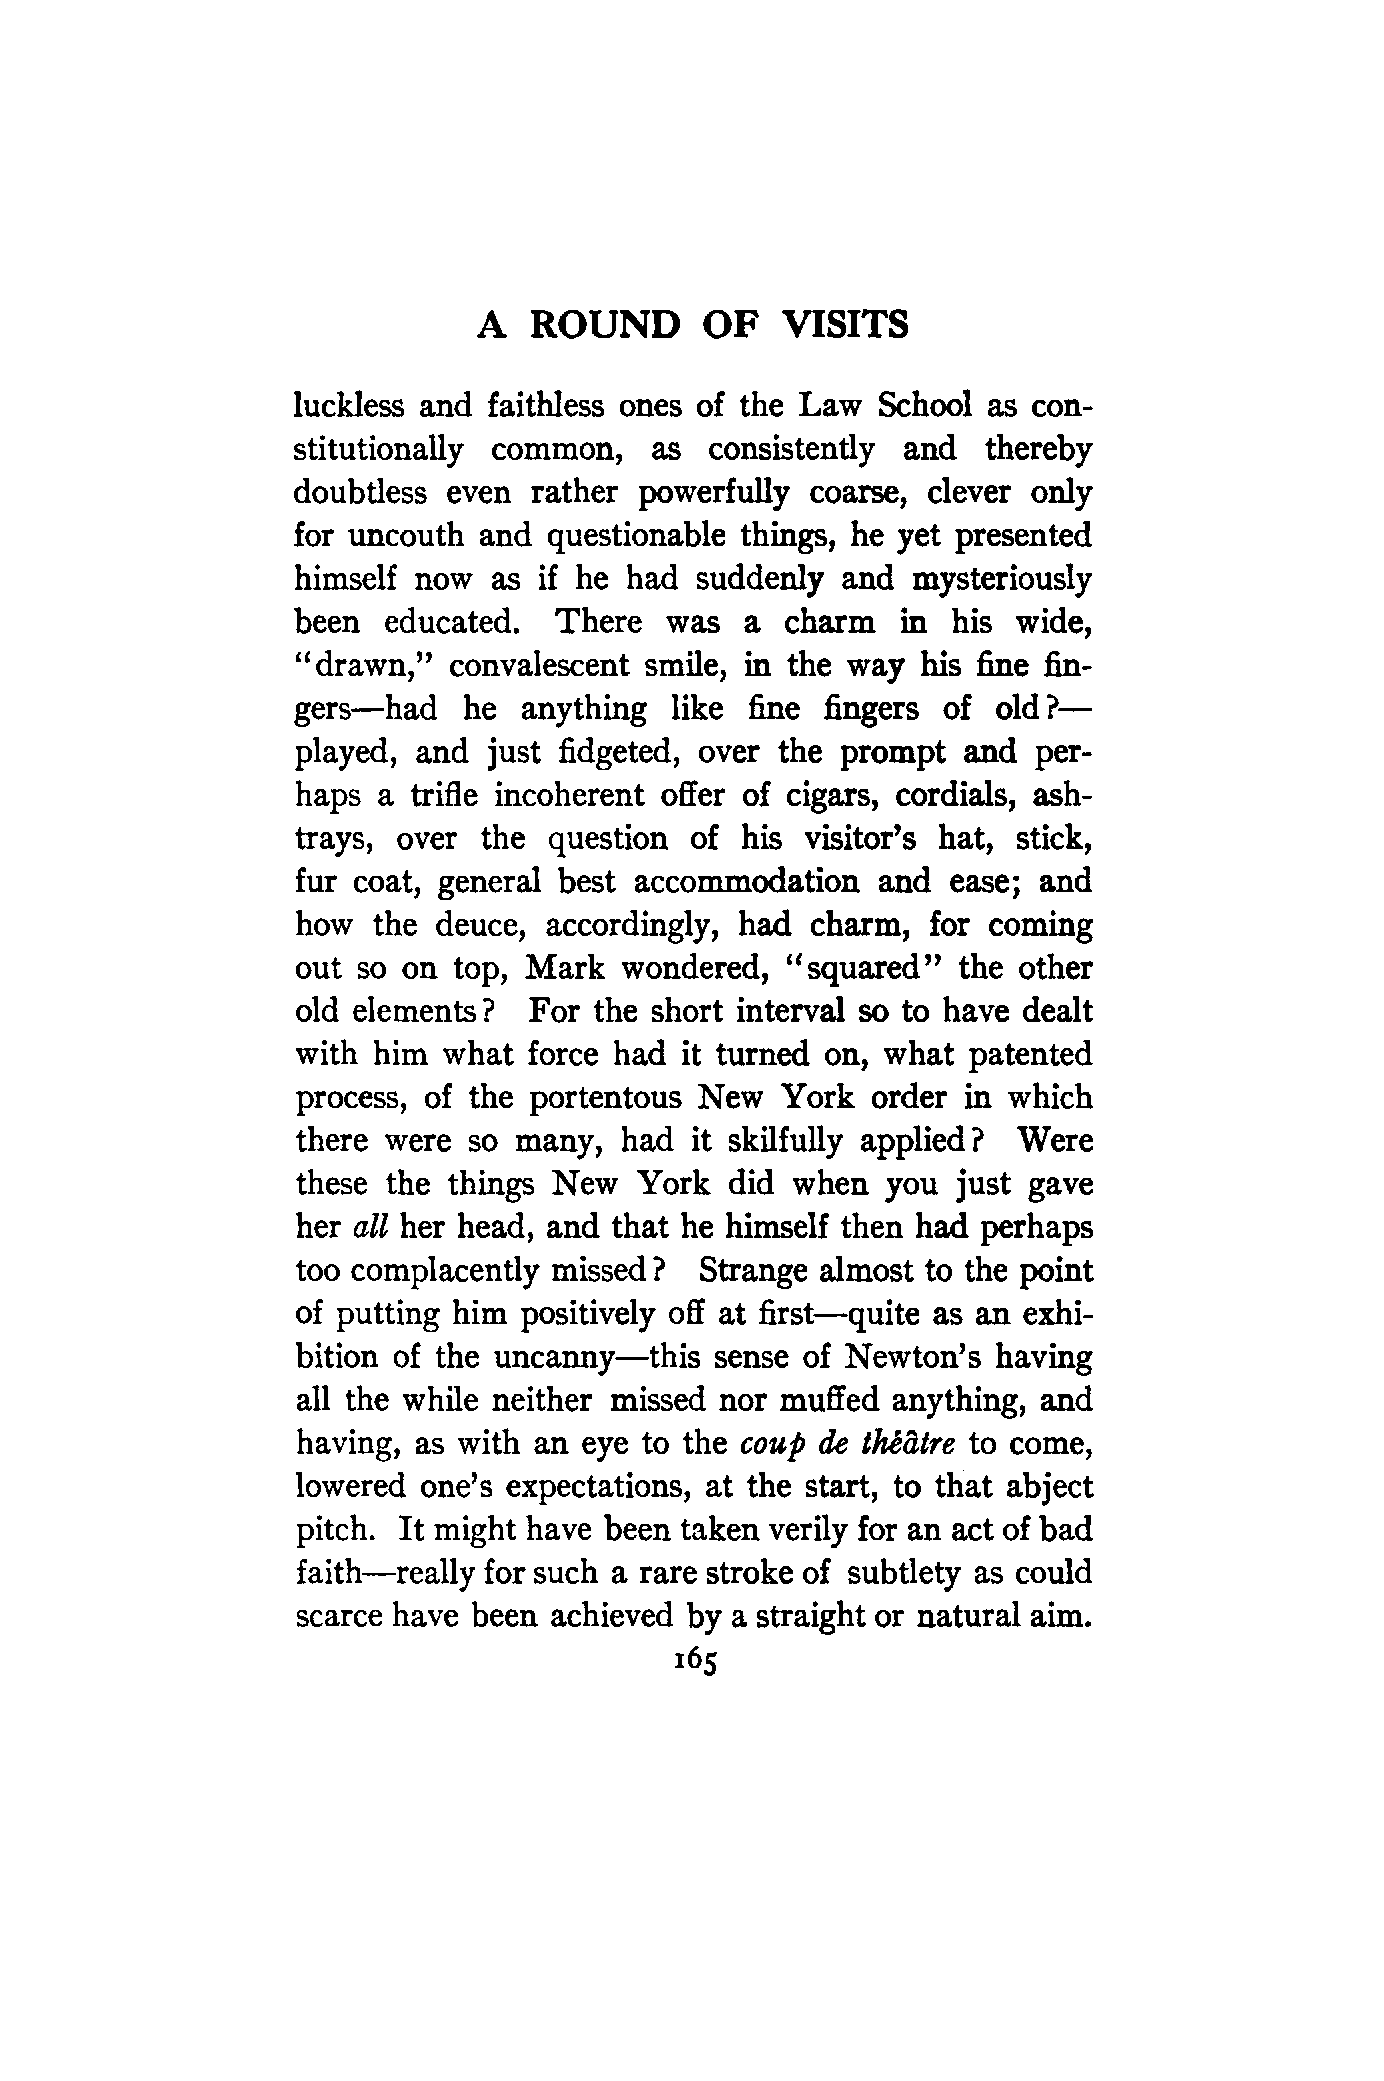 A ROUND OF VISITS
luckless and faithless ones of the Law School as con-
stitutionally common, as consistently and thereby
doubtless even rather powerfully coarse, clever only
for uncouth and questionable things, he yet presented
himself now as if he had suddenly and mysteriously
been educated. There was a charm in his wide,
“drawn,” convalescent smile, in the way his fine fin-
gers—had he anything like fine fingers of old?—
played, and just fidgeted, over the prompt and per-
haps a trifle incoherent offer of cigars, cordials, ash-
trays, over the question of his visitor's hat, stick,
fur coat, general best accommodation and ease; and
how the deuce, accordingly, had charm, for coming
out so on top, Mark wondered, “squared” the other
old elements? For the short interval so to have dealt
with him what force had it turned on, what patented
process, of the portentous New York order in which
there were so many, had it skilfully applied? Were
these the things New York did when you just gave
her all her head, and that he himself then had perhaps
too complacently missed? Strange almost to the point
of putting him positively off at first—quite as an exhi-
bition of the uncanny—this sense of Newton's having
all the while neither missed nor muffed anything, and
having, as with an eye to the coup de théâtre to come,
lowered one's expectations, at the start, to that abject
pitch. It might have been taken verily for an act of bad
faith—really for such a rare stroke of subtlety as could
scarce have been achieved by a straight or natural aim.
165